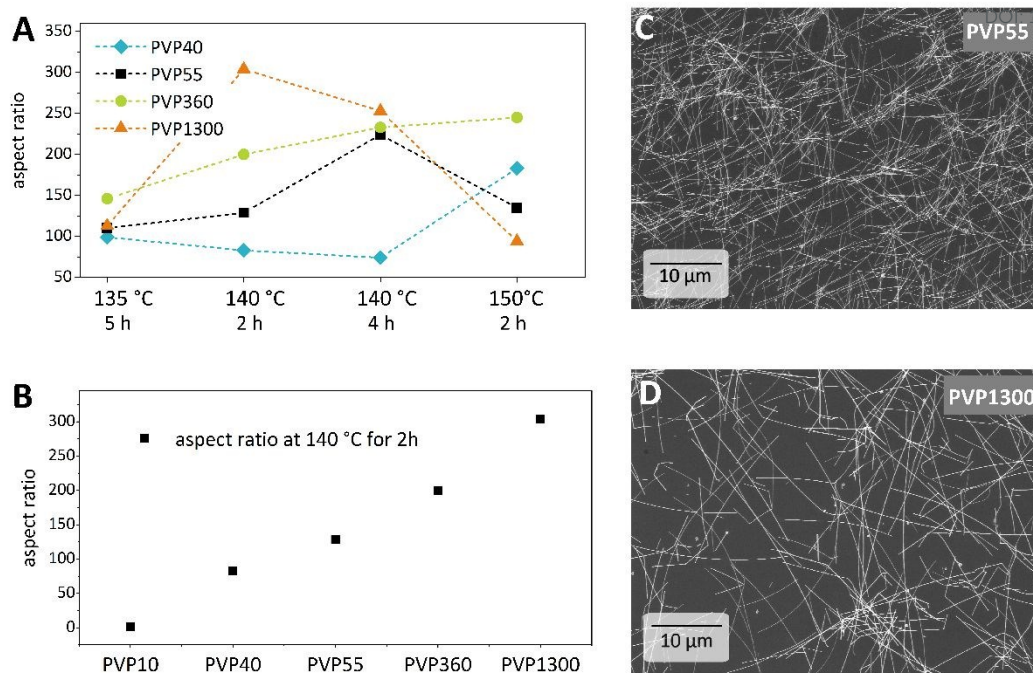 A
350
300
250
200
150
100
50
aspect ratio
PVP40
PVP55
PVP360
PVP1300
135 °C
5 h
140 °C
2 h
140 °C
4 h
150°C
2 h
B
300
250
200
150
100
50
0
aspect ratio
aspect ratio at 140 °C for 2h
PVP10 PVP40 PVP55 PVP360 PVP1300
C
DOI
PVP55
10 µm
D
PVP1300
10 µm